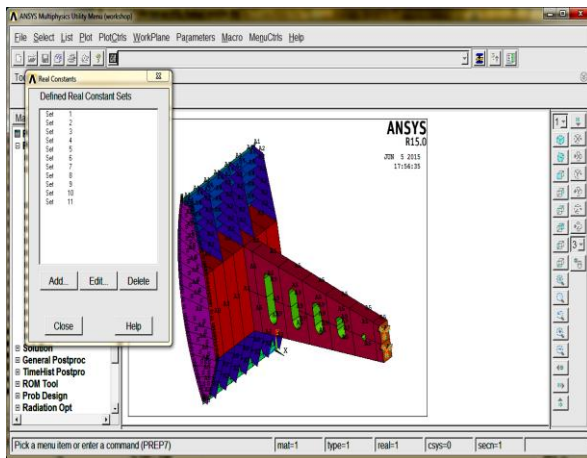 ANSYS Multiphysics Utility Menu (workshop)
File Select List Plot PlotCtrls WorkPlane Parameters Macro MenuCtrls Help
Real Constants
Defined Real Constant Sets
Set 1
Set 2
Set 3
Set 4
Set 5
Set 6
Set 7
Set 8
Set 9
Set 10
Set 11
Add... Edit... Delete
Close Help
Solution
General Postproc
TimeHist Postpro
ROM Tool
Prob Design
Radiation Opt
ANSYS
R15.0
JUN 5 2015
17:56:35
X
1
3
Pick a menu item or enter a command (PREP7) mat=1 type=1 real=1 csys=0 secn=1